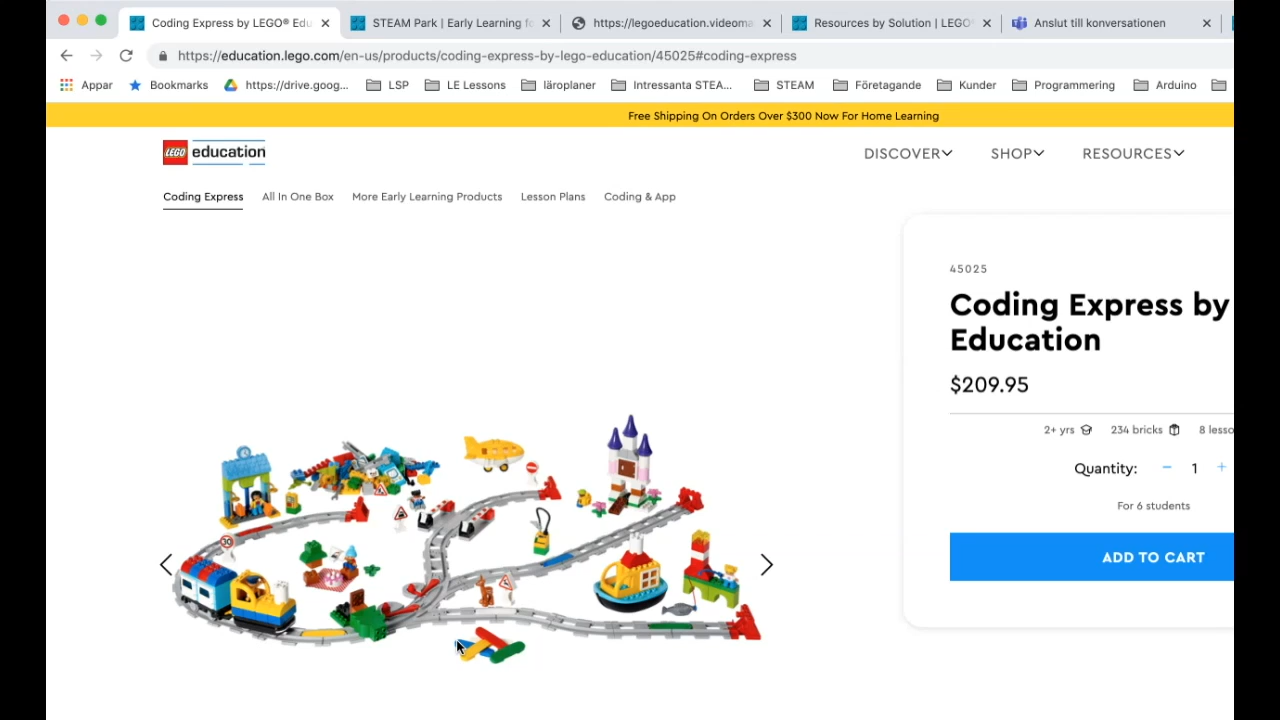 Coding Express by LEGO® Edu
STEAM Park | Early Learning fo
https://legoeducation.videoma
Resources by Solution | LEGO
Anslut till konversationen
https://education.lego.com/en-us/products/coding-express-by-lego-education/45025#coding-express
Appar
Bookmarks
https://drive.goog...
LSP
LE Lessons
läroplaner
Intressanta STEA...
STEAM
Företagande
Kunder
Programmering
Arduino
Free Shipping On Orders Over $300 Now For Home Learning
LEGO education
DISCOVER
SHOP
RESOURCES
Coding Express
All In One Box
More Early Learning Products
Lesson Plans
Coding & App
45025
Coding Express by
Education
$209.95
2+ yrs
234 bricks
8 lesso
Quantity:
1
For 6 students
ADD TO CART
30